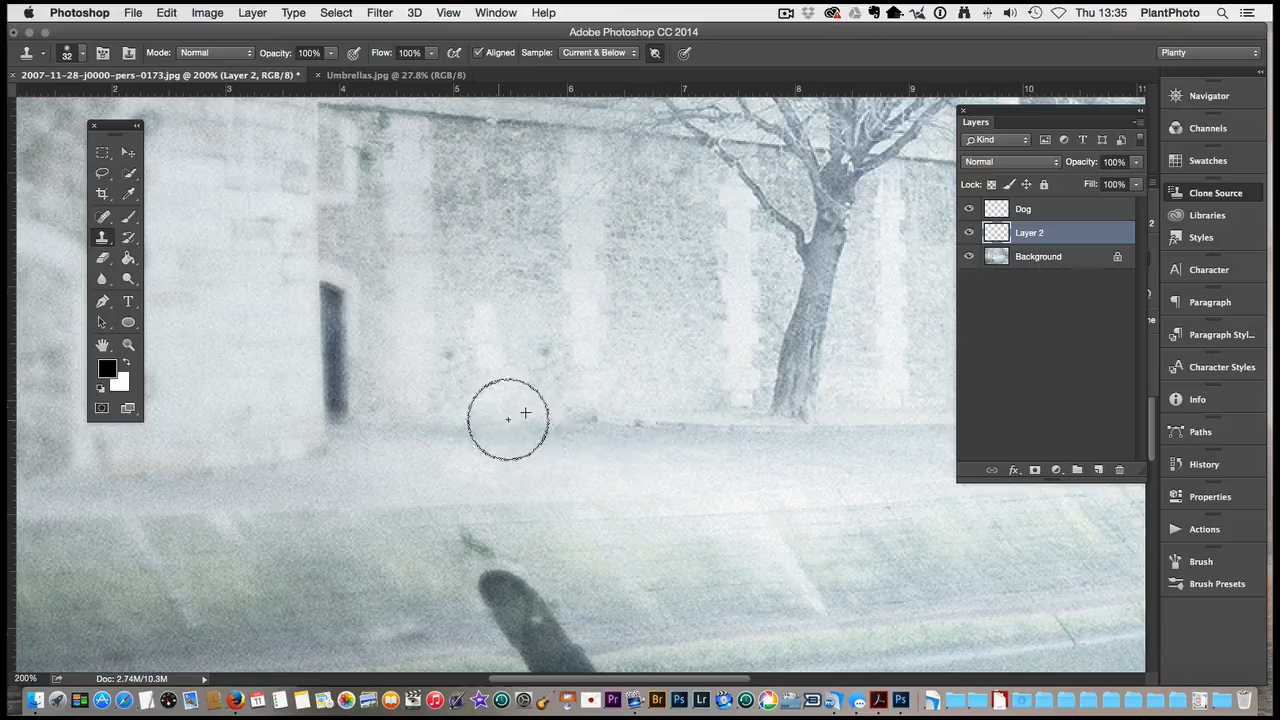 Photoshop File Edit Image Layer Type Select Filter 3D View Window Help Thu 13:35 PlantPhoto
Adobe Photoshop CC 2014
32 Mode: Normal Opacity: 100% Flow: 100% Aligned Sample: Current & Below Planty
2007-11-28-j0000-pers-0173.jpg @ 200% (Layer 2, RGB/8) * Umbrellas.jpg @ 27.8% (RGB/8)
2 3 4 5 6 7 8 9 10 11
Layers
Kind
Normal Opacity: 100%
Lock: Fill: 100%
Dog
Layer 2
Background
Navigator
Channels
Swatches
Clone Source
Libraries
Styles
Character
Paragraph
Paragraph Styl...
Character Styles
Info
Paths
History
Properties
Actions
Brush
Brush Presets
200% Doc: 2.74M/10.3M